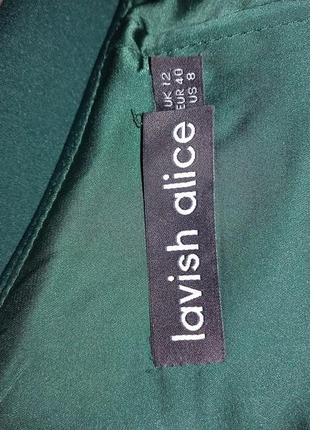 UK 12
EUR 40
US 8
lavish alice